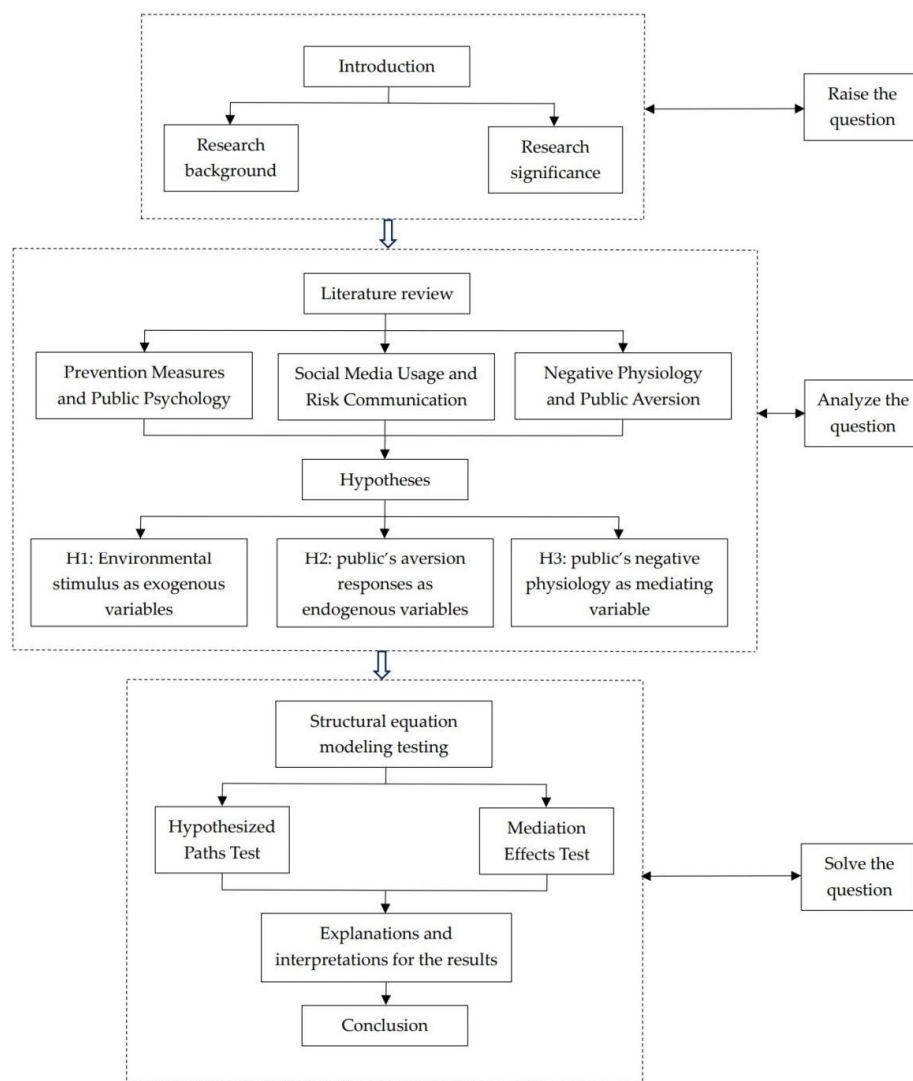 Introduction
Raise the
question
Research
background
Research
significance
Literature review
Prevention Measures
and Public Psychology
Social Media Usage and
Risk Communication
Negative Physiology
and Public Aversion
Analyze the
question
Hypotheses
H1: Environmental
stimulus as exogenous
variables
H2: public's aversion
responses as
endogenous variables
H3: public's negative
physiology as mediating
variable
Structural equation
modeling testing
Hypothesized
Paths Test
Mediation
Effects Test
Solve the
question
Explanations and
interpretations for the results
Conclusion